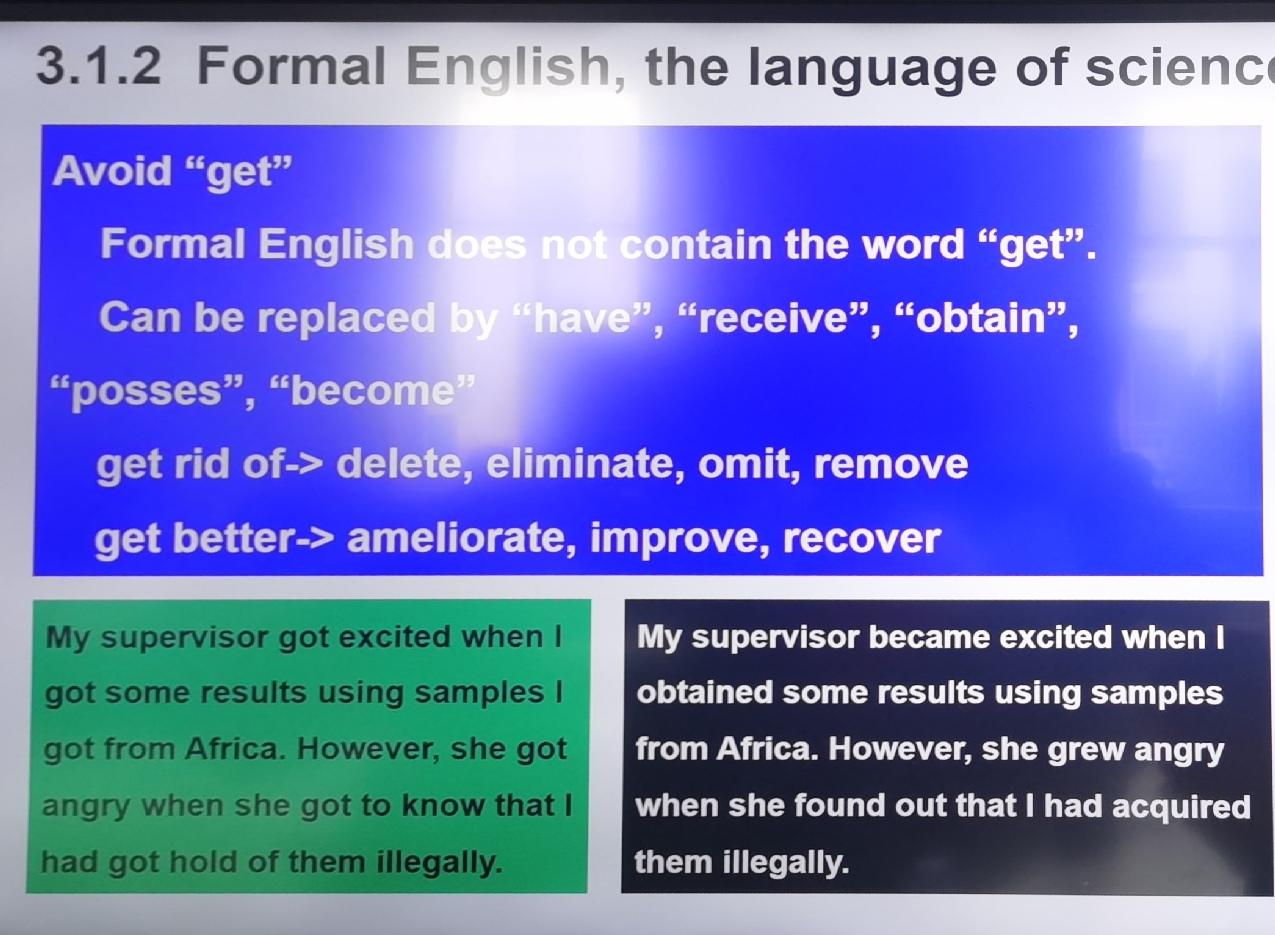 3.1.2 Formal English, the language of scienc
Avoid “get”
Formal English does not contain the word “get”.
Can be replaced by “have”, “receive”, “obtain”,
“posses”, “become”
get rid of-> delete, eliminate, omit, remove
get better-> ameliorate, improve, recover
My supervisor got excited when I
got some results using samples I
got from Africa. However, she got
angry when she got to know that I
had got hold of them illegally.
My supervisor became excited when I
obtained some results using samples
from Africa. However, she grew angry
when she found out that I had acquired
them illegally.